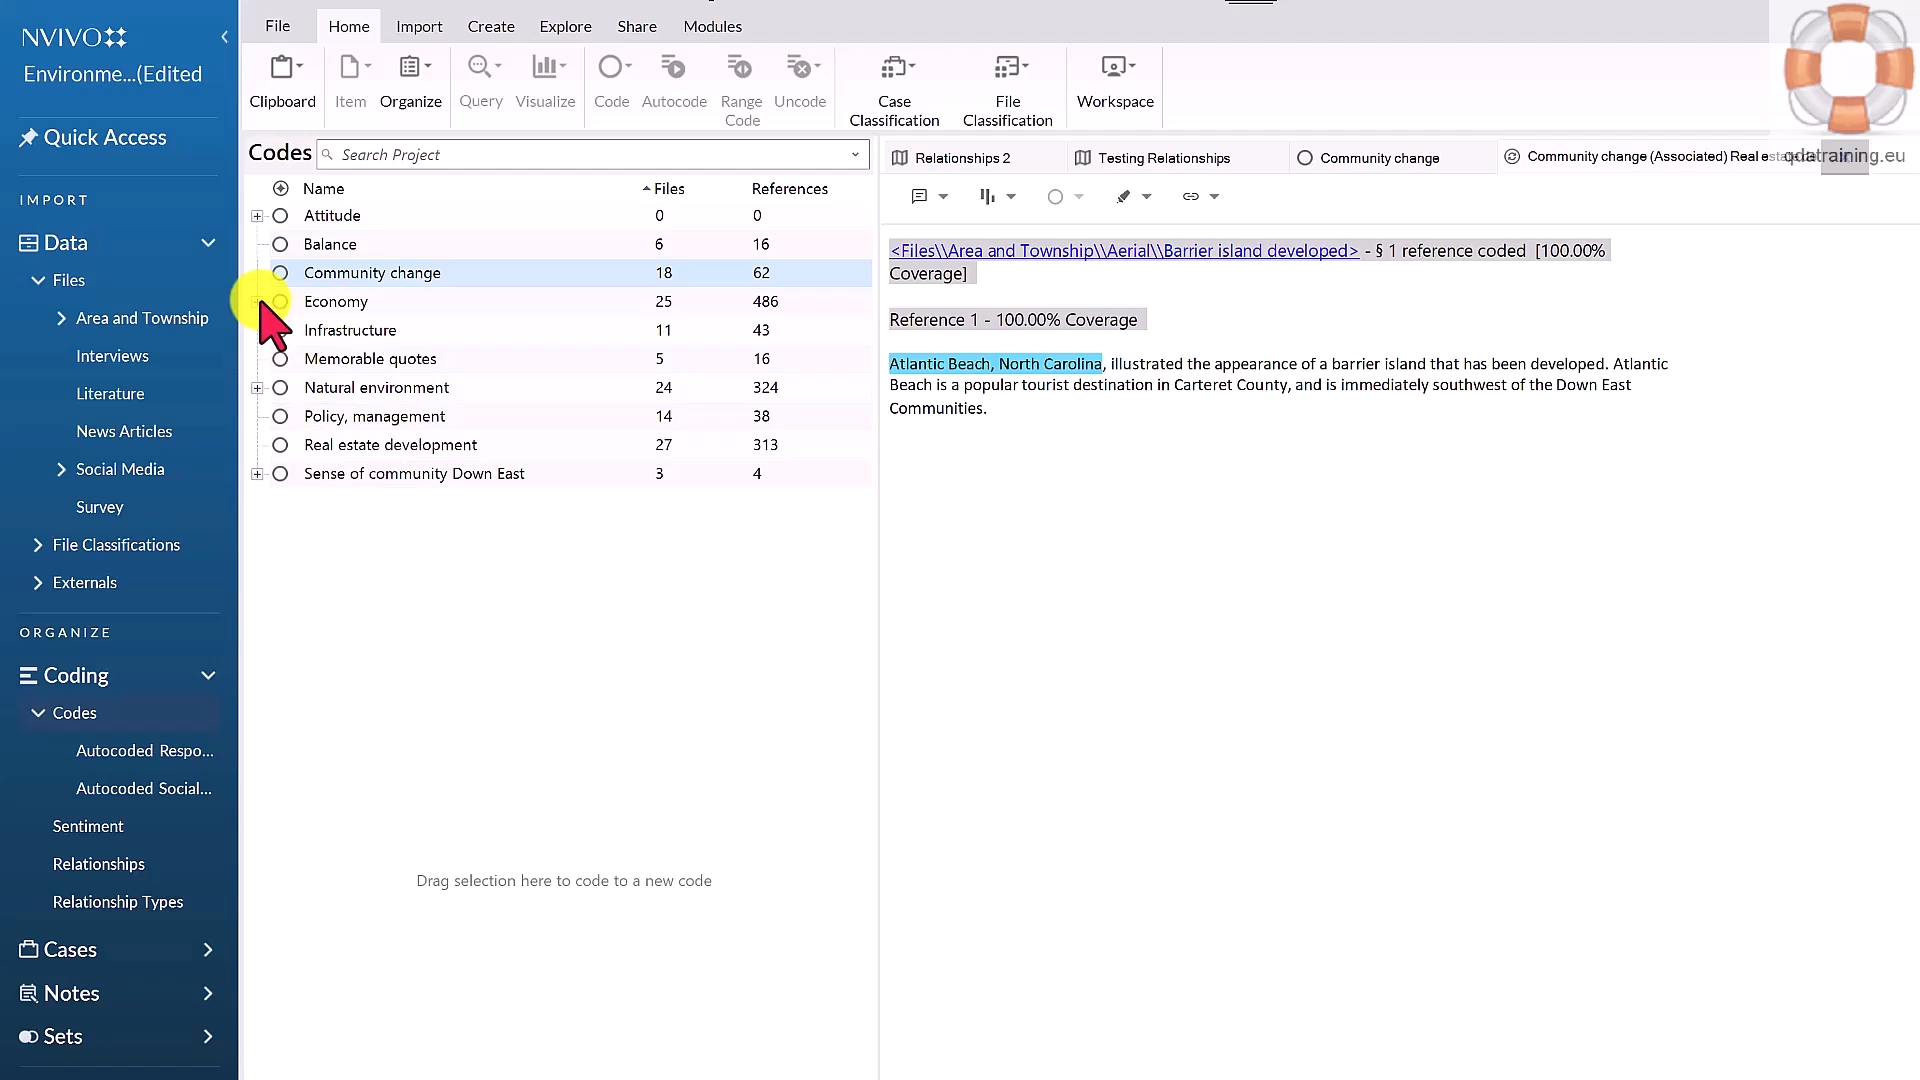 NVIVO
Environme...(Edited
Quick Access
IMPORT
Data
Files
Area and Township
Interviews
Literature
News Articles
Social Media
Survey
File Classifications
Externals
ORGANIZE
Coding
Codes
Autocoded Respo...
Autocoded Social...
Sentiment
Relationships
Relationship Types
Cases
Notes
Sets
File Home Import Create Explore Share Modules
Clipboard Item Organize Query Visualize Code Autocode Range Code Uncode Case Classification File Classification Workspace
Codes Search Project
Name Files References
Attitude 0 0
Balance 6 16
Community change 18 62
Economy 25 486
Infrastructure 11 43
Memorable quotes 5 16
Natural environment 24 324
Policy, management 14 38
Real estate development 27 313
Sense of community Down East 3 4
Drag selection here to code to a new code
Relationships 2 Testing Relationships Community change Community change (Associated) Real
qdatraining.eu
<Files\\Area and Township\\Aerial\\Barrier island developed> - § 1 reference coded [100.00%
Coverage]
Reference 1 - 100.00% Coverage
Atlantic Beach, North Carolina, illustrated the appearance of a barrier island that has been developed. Atlantic
Beach is a popular tourist destination in Carteret County, and is immediately southwest of the Down East
Communities.